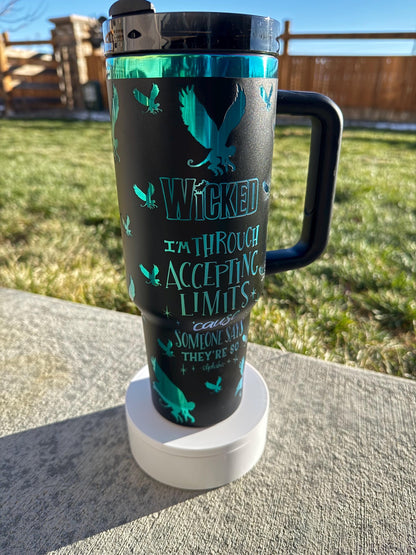 WiCKED
I'M THROUGH
ACCEPTING
LIMITS
'cause
SOMEONE SAYS
THEY'RE SO